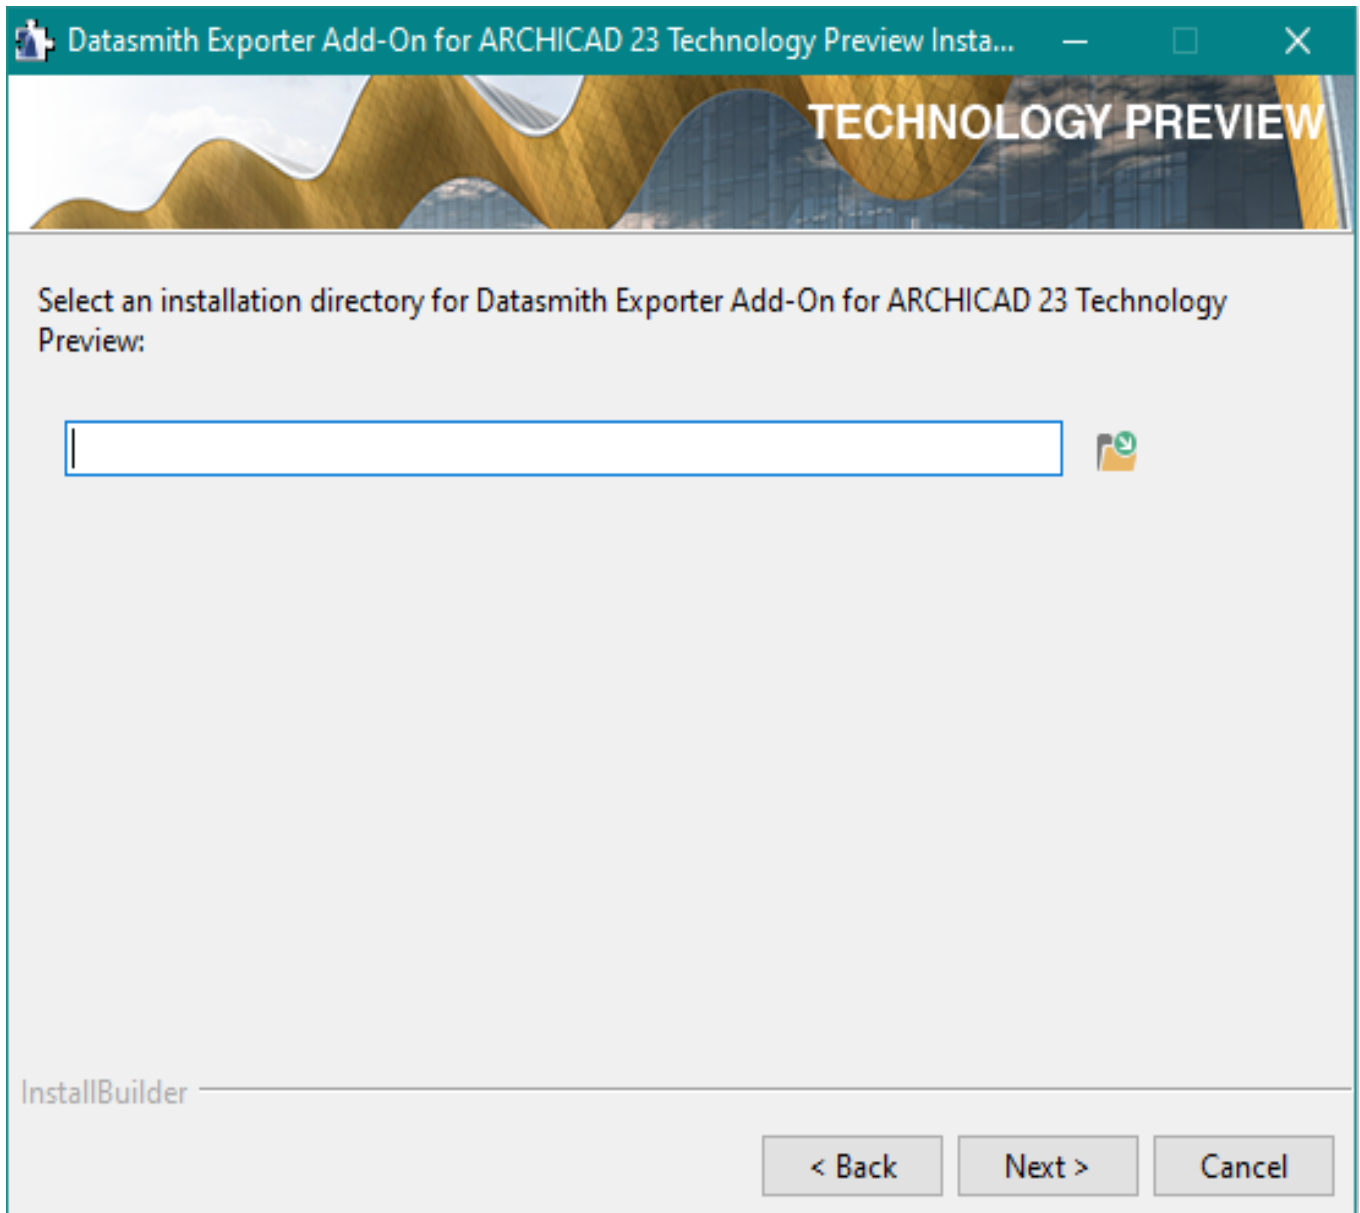 Datasmith Exporter Add-On for ARCHICAD 23 Technology Preview Insta...
TECHNOLOGY PREVIEW
Select an installation directory for Datasmith Exporter Add-On for ARCHICAD 23 Technology
Preview:
InstallBuilder
< Back
Next >
Cancel